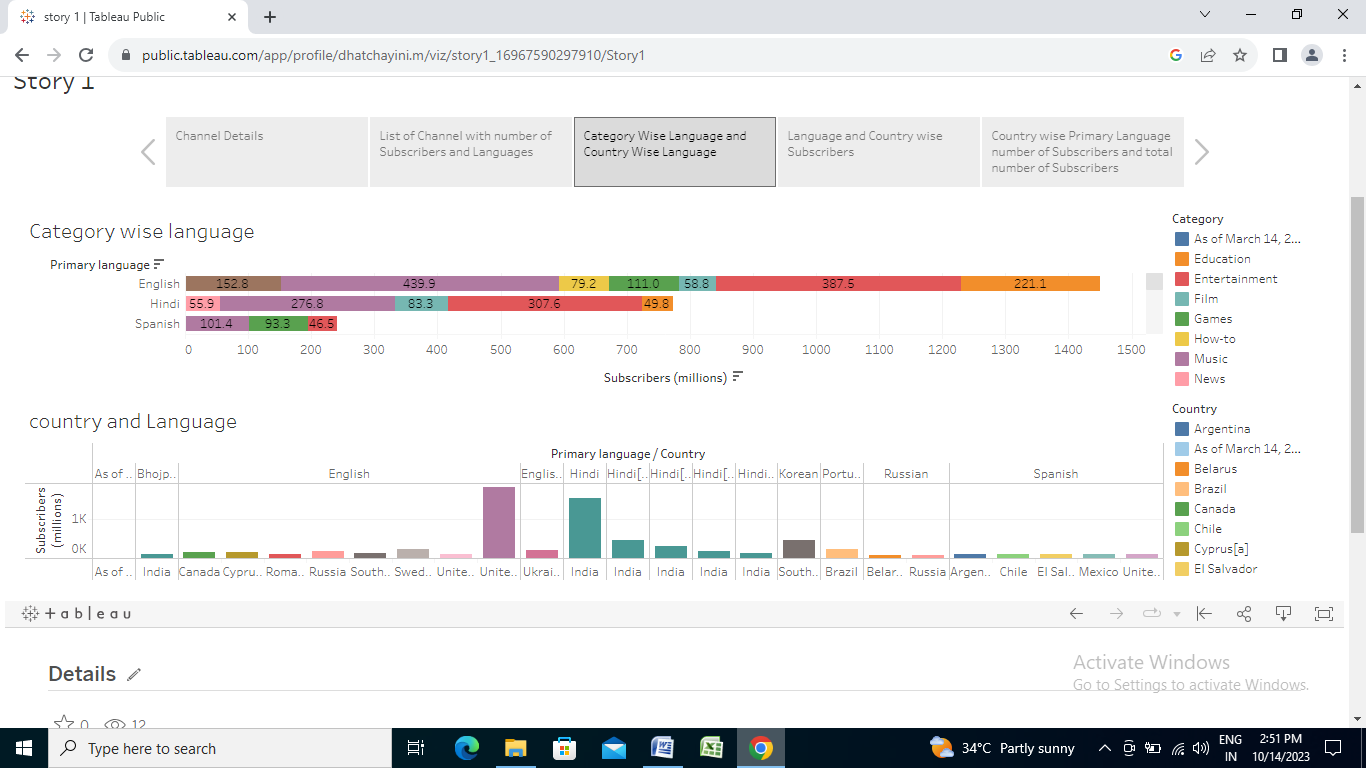 story 1 | Tableau Public
public.tableau.com/app/profile/dhatchayini.m/viz/story1_16967590297910/Story1
Story 1
Channel Details
List of Channel with number of
Subscribers and Languages
Category Wise Language and
Country Wise Language
Language and Country wise
Subscribers
Country wise Primary Language
number of Subscribers and total
number of Subscribers
Category wise language
Primary language
English 152.8 439.9 79.2 111.0 58.8 387.5 221.1
Hindi 55.9 276.8 83.3 307.6 49.8
Spanish 101.4 93.3 46.5
0 100 200 300 400 500 600 700 800 900 1000 1100 1200 1300 1400 1500
Subscribers (millions)
Category
As of March 14, 2...
Education
Entertainment
Film
Games
How-to
Music
News
country and Language
Primary language / Country
As of .. Bhojp.. English Englis.. Hindi Hindi[.. Hindi[.. Hindi[.. Hindi.. Korean Portu.. Russian Spanish
Subscribers
(millions)
1K
0K
As of .. India Canada Cypru.. Roma.. Russia South.. Swed.. Unite.. Unite.. Ukrai.. India India India India India South.. Brazil Belar.. Russia Argen.. Chile El Sal.. Mexico Unite..
Country
Argentina
As of March 14, 2...
Belarus
Brazil
Canada
Chile
Cyprus[a]
El Salvador
+ a b | e a u
Details
Activate Windows
Go to Settings to activate Windows.
0 12
Type here to search
34°C Partly sunny
ENG
IN
2:51 PM
10/14/2023